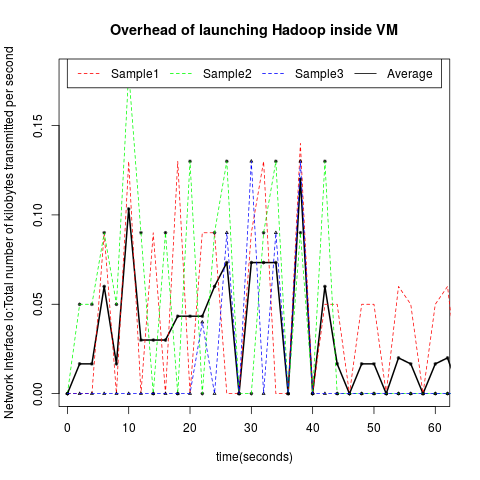 Overhead of launching Hadoop inside VM
Sample1 Sample2 Sample3 Average
Network Interface lo:Total number of kilobytes transmitted per second
0.15
0.10
0.05
0.00
0 10 20 30 40 50 60
time(seconds)